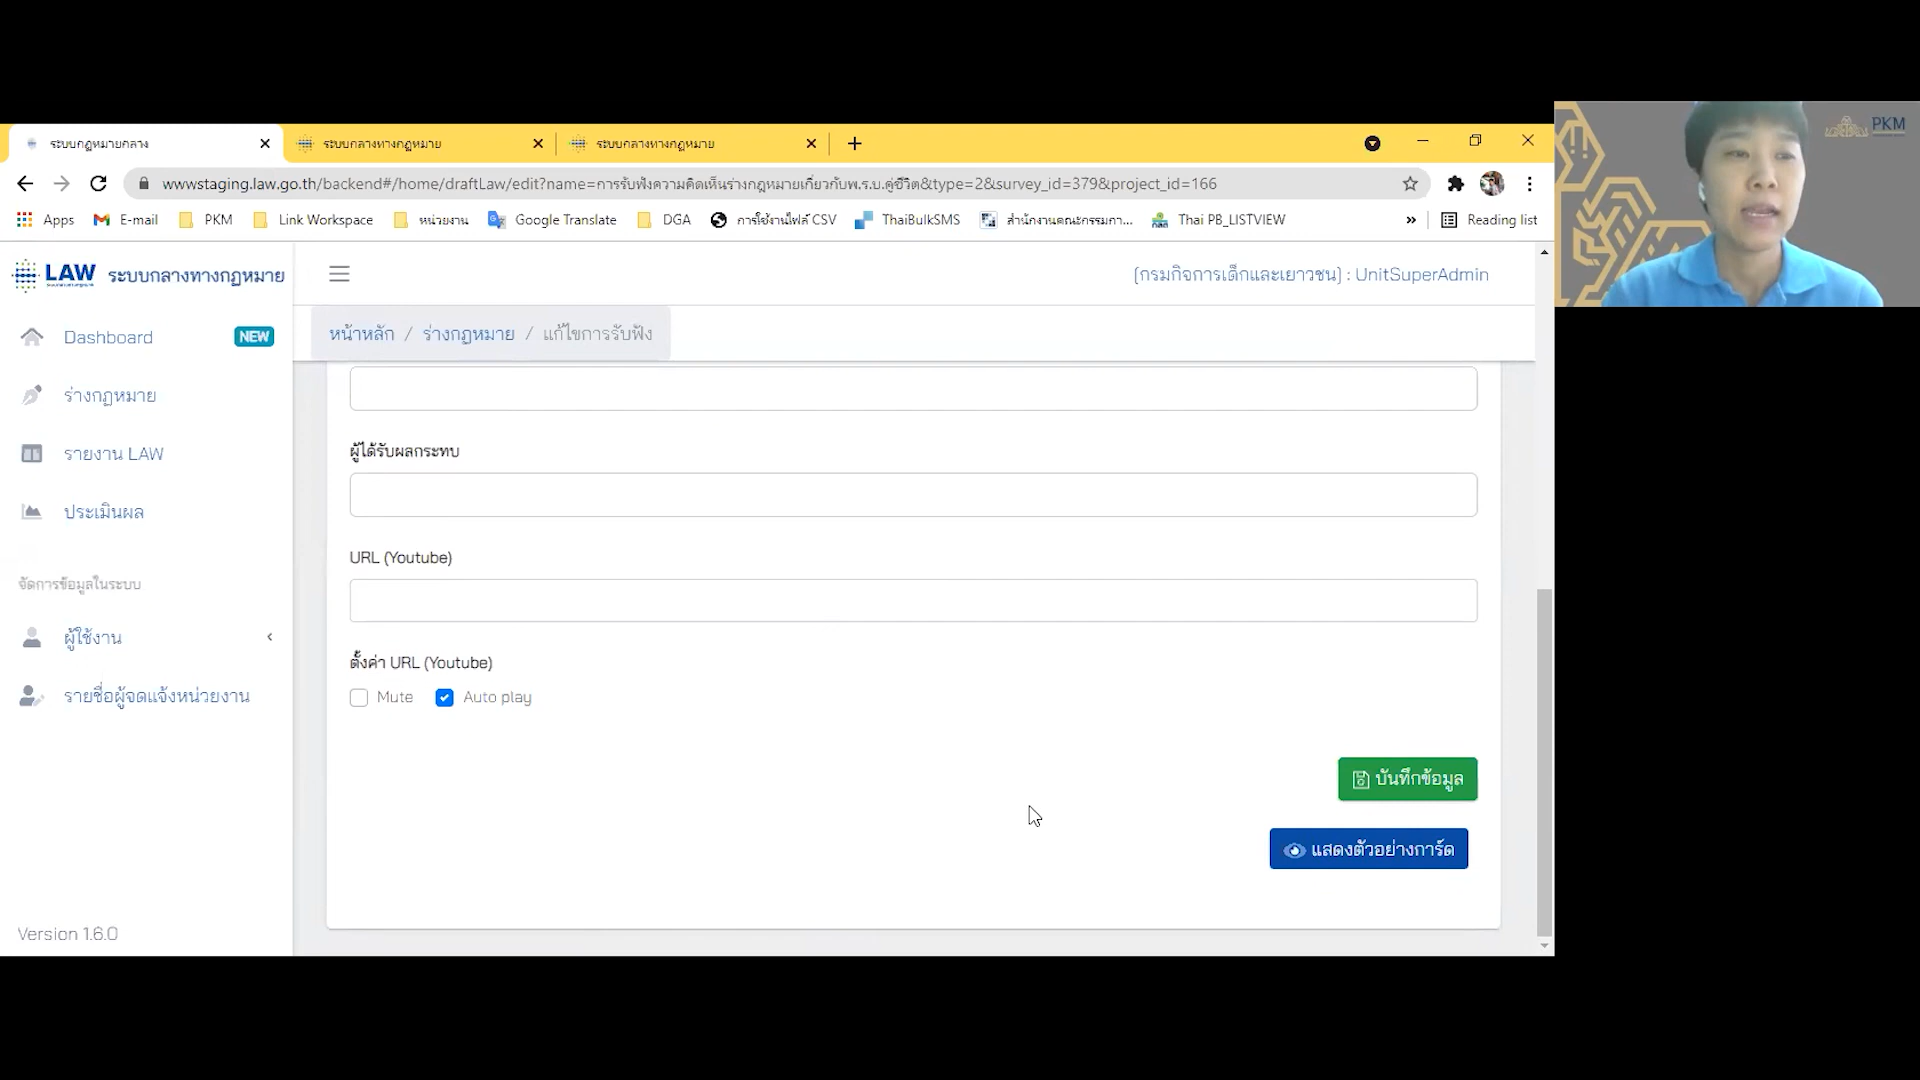 ระบบกฎหมายกลาง
ระบบกลางทางกฎหมาย
ระบบกลางทางกฎหมาย
wwwstaging.law.go.th/backend#/home/draftLaw/edit?name=การรับฟังความคิดเห็นร่างกฎหมายเกี่ยวกับพ.ร.บ.คู่ชีวิต&type=2&survey_id=379&project_id=166
Apps E-mail PKM Link Workspace หน่วยงาน Google Translate DGA การใช้งานไฟล์ CSV ThaiBulkSMS สำนักงานคณะกรรมกา... Thai PB_LISTVIEW » Reading list
PKM
LAW ระบบกลางทางกฎหมาย
[กรมกิจการเด็กและเยาวชน] : UnitSuperAdmin
หน้าหลัก / ร่างกฎหมาย / แก้ไขการรับฟัง
Dashboard NEW
ร่างกฎหมาย
รายงาน LAW
ประเมินผล
จัดการข้อมูลในระบบ
ผู้ใช้งาน
รายชื่อผู้จดแจ้งหน่วยงาน
Version 1.6.0
ผู้ได้รับผลกระทบ
URL (Youtube)
ตั้งค่า URL (Youtube)
Mute Auto play
บันทึกข้อมูล
แสดงตัวอย่างการ์ด